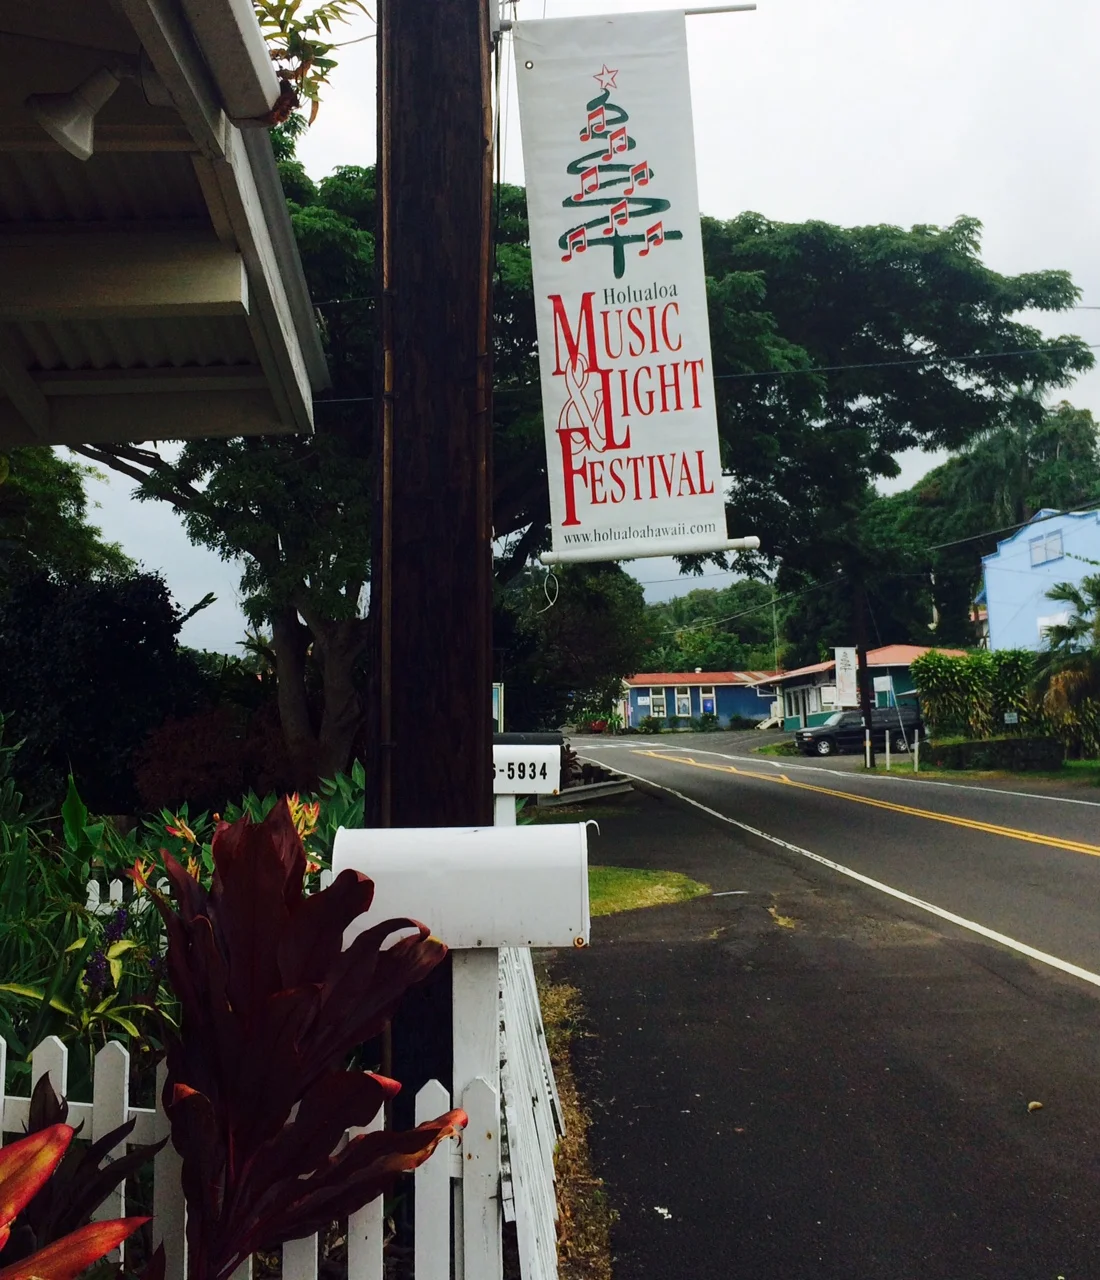 Holualoa
MUSIC
& LIGHT
FESTIVAL
www.holualoahawaii.com
-5934